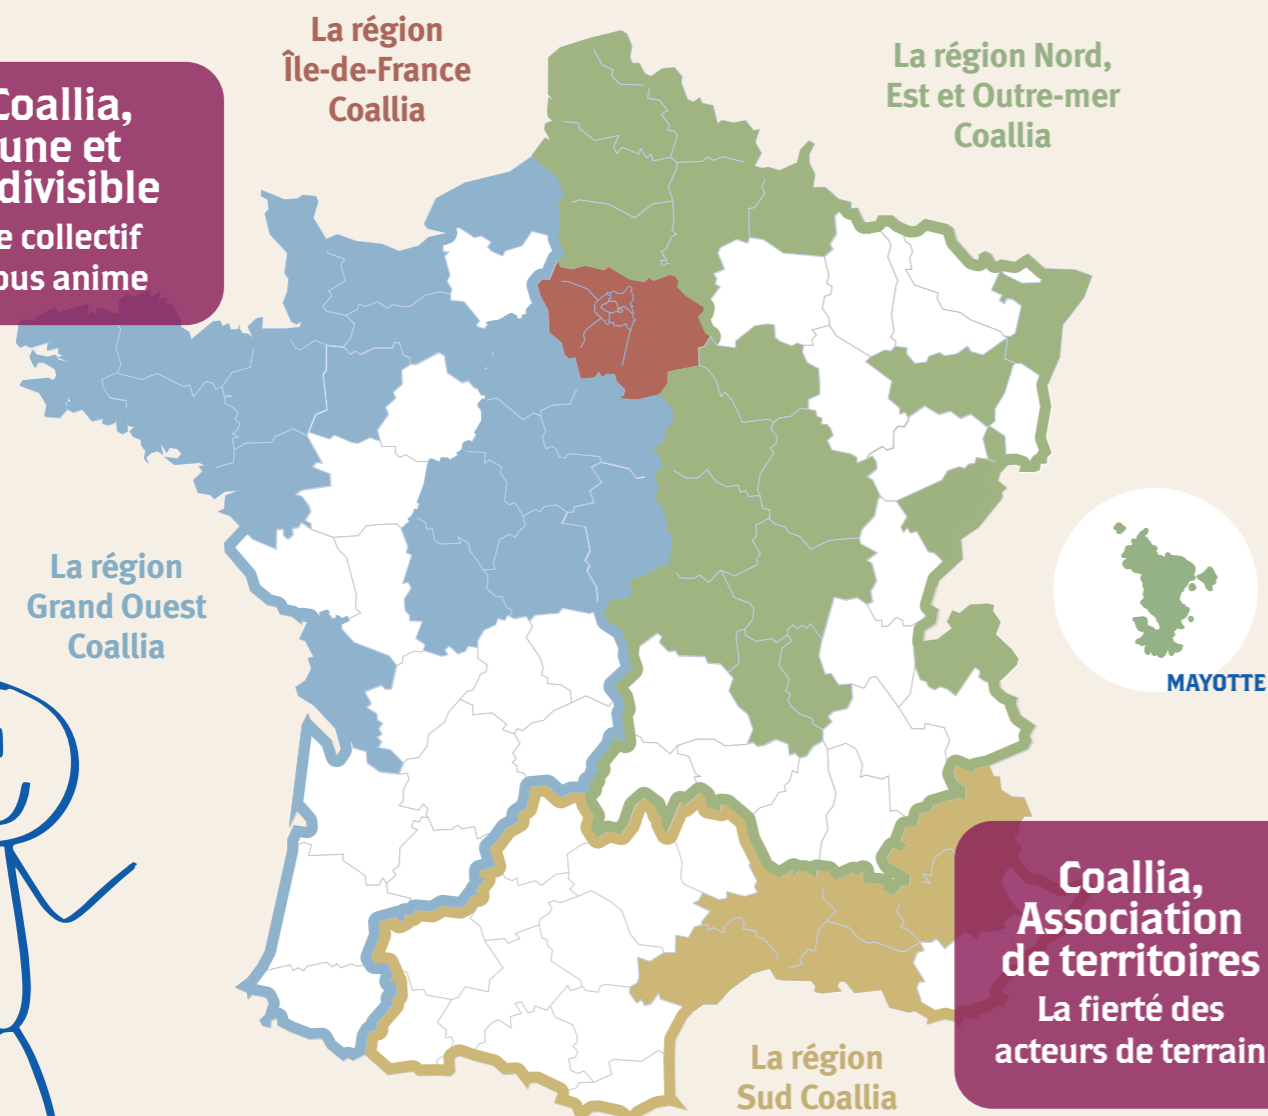 La région
Île-de-France
Coallia
La région Nord,
Est et Outre-mer
Coallia
Coallia,
une et
divisible
e collectif
ous anime
La région
Grand Ouest
Coallia
MAYOTTE
Coallia,
Association
de territoires
La fierté des
acteurs de terrain
La région
Sud Coallia